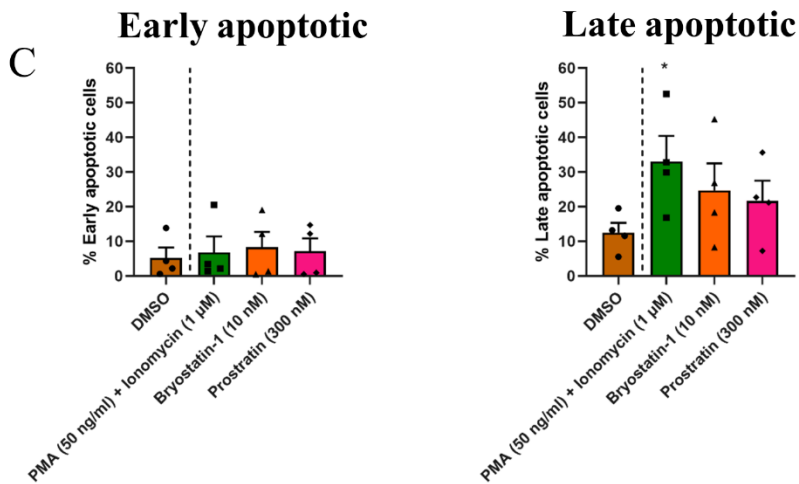 Early apoptotic
Late apoptotic
C
% Early apoptotic cells
60
50
40
30
20
10
0
DMSO
PMA (50 ng/ml) + Ionomycin (1 µM)
Bryostatin-1 (10 nM)
Prostratin (300 nM)
% Late apoptotic cells
60
50
40
30
20
10
0
*
DMSO
PMA (50 ng/ml) + Ionomycin (1 µM)
Bryostatin-1 (10 nM)
Prostratin (300 nM)